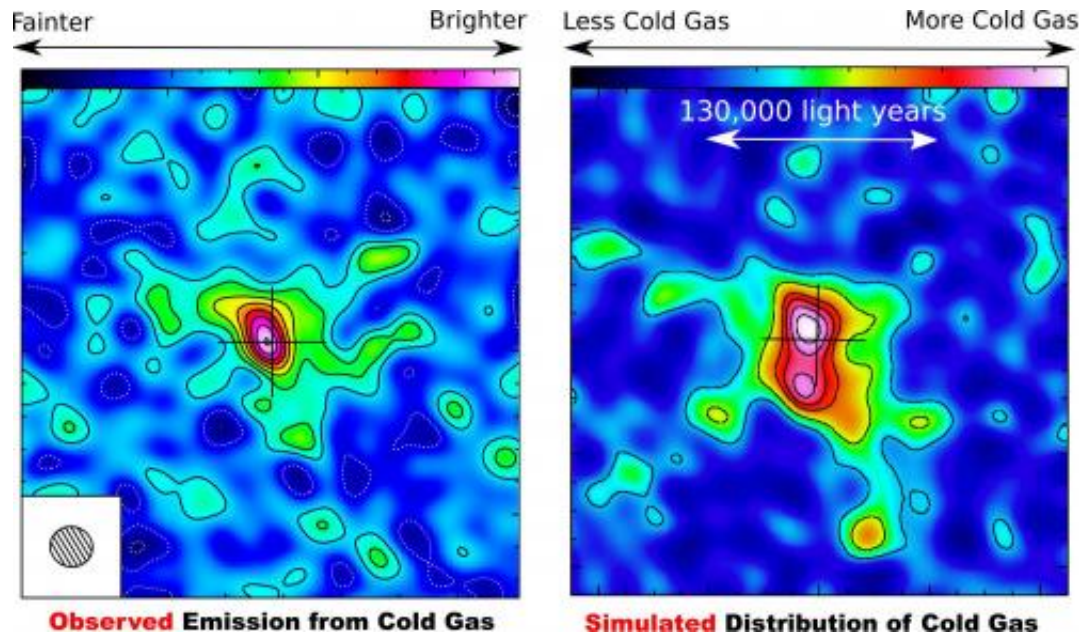 Fainter Brighter
Less Cold Gas More Cold Gas
130,000 light years
Observed Emission from Cold Gas
Simulated Distribution of Cold Gas